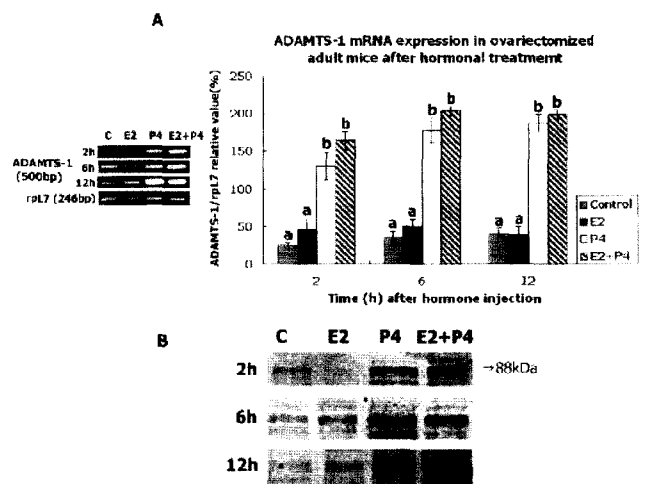 A
ADAMTS-1 mRNA expression in ovariectomized
adult mice after hormonal treatmemt
C E2 P4 E2+P4
2h
ADAMTS-1
(500bp)
6h
12h
rpL7 (246bp)
ADAMTS-1/rpL7 relative value(%)
250
200
150
100
50
0
a a b b
a a b b
a a b b
2 6 12
Time (h) after hormone injection
Control
E2
P4
E2+P4
B
C E2 P4 E2+P4
2h →88kDa
6h
12h